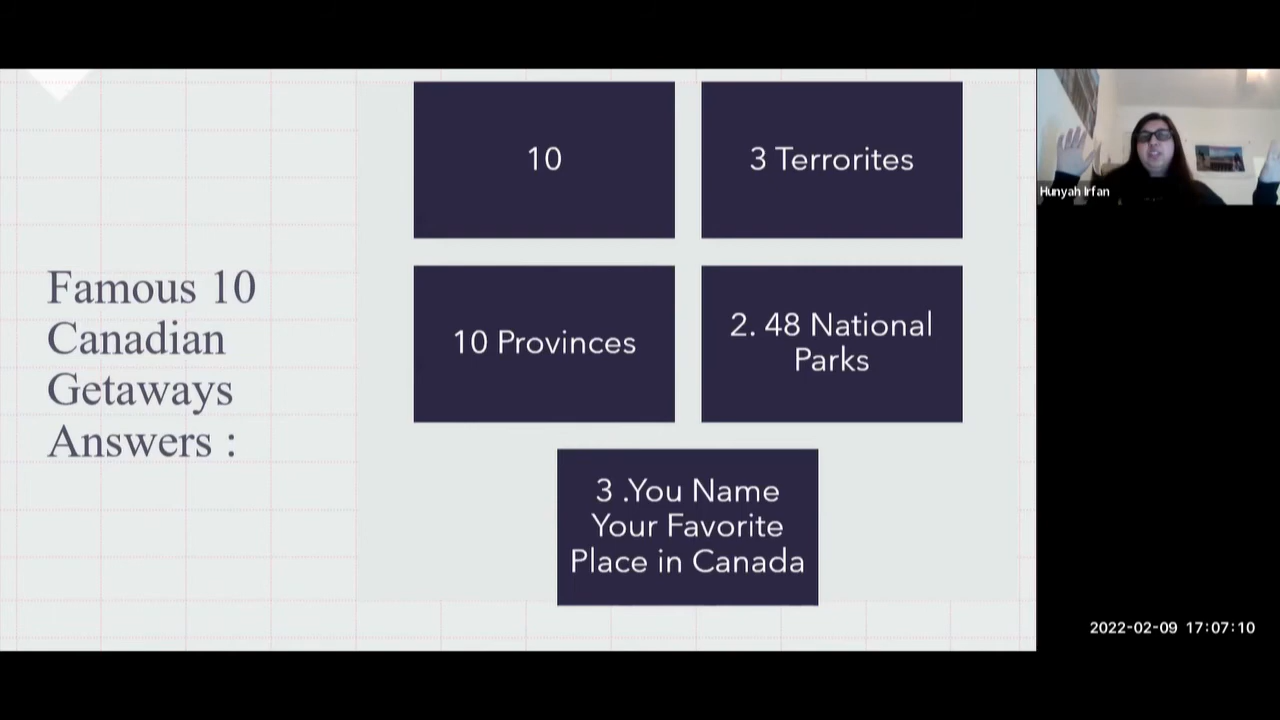 Famous 10
Canadian
Getaways
Answers :
10
3 Terrorites
10 Provinces
2. 48 National
Parks
3 .You Name
Your Favorite
Place in Canada
Hunyah Irfan
2022-02-09 17:07:10